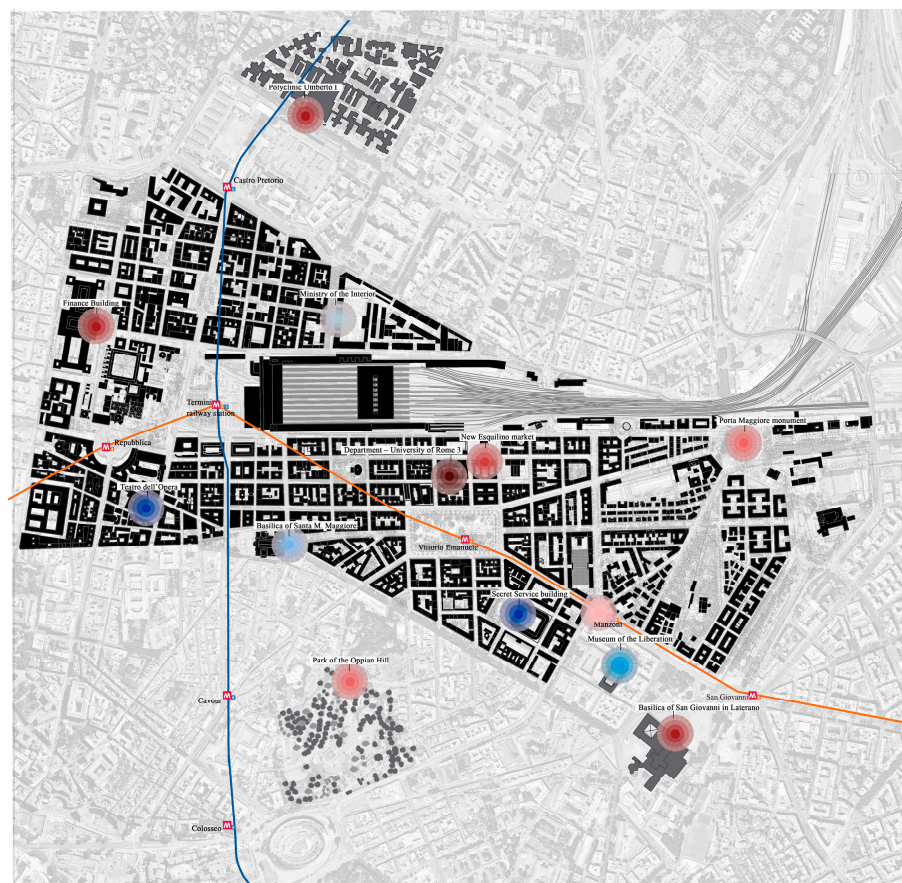 Polyclinic Umberto I
M
Castro Pretorio
Ministry of the Interior
Finance Building
M
Termini
railway station
Porta Maggiore monument
New Esquilino market
M
Repubblica
Department – University of Rome 3
Teatro dell'Opera
Basilica of Santa M. Maggiore
M
Vittorio Emanuele
Secret Service building
Manzoni
Museum of the Liberation
Park of the Oppian Hill
M
Cavour
San Giovanni
M
Basilica of San Giovanni in Laterano
M
Colosseo